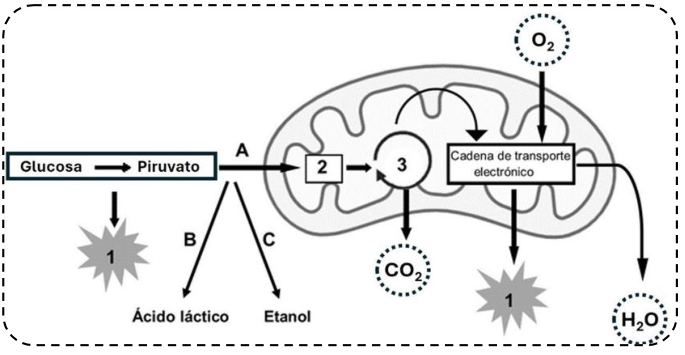 O₂
A
Glucosa
Piruvato
2
3
Cadena de transporte
electrónico
1
B
C
CO₂
1
Ácido láctico
Etanol
H₂O